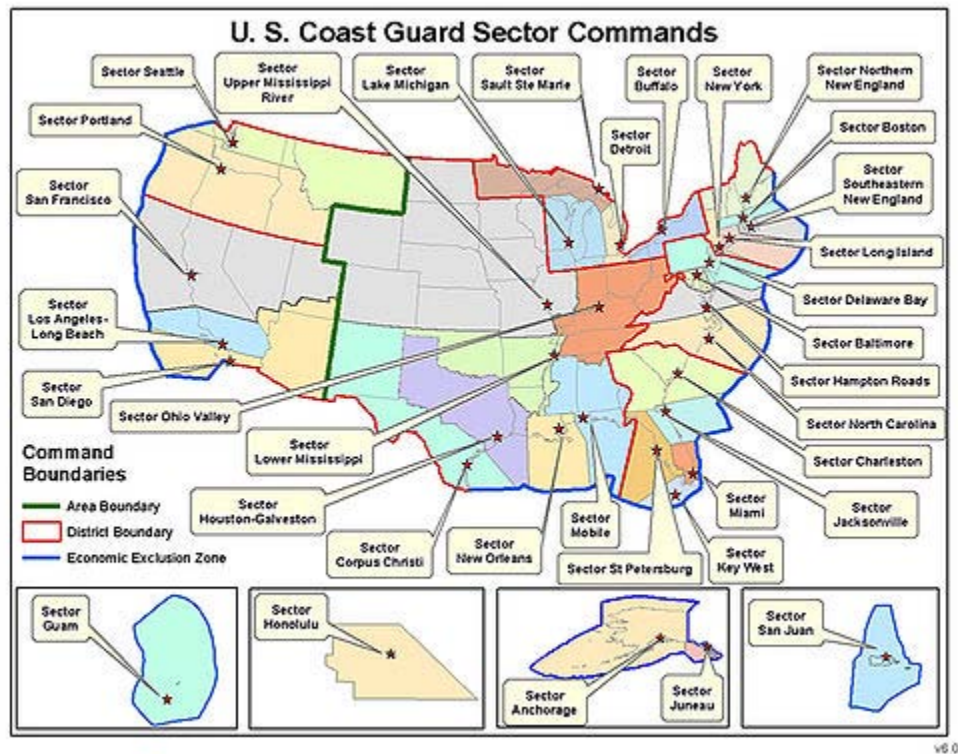 U. S. Coast Guard Sector Commands
Sector Seattle
Sector
Upper Mississippi
River
Sector
Lake Michigan
Sector
Sault Ste Marie
Sector
Buffalo
Sector
New York
Sector Northern
New England
Sector Portland
Sector
Detroit
Sector Boston
Sector
San Francisco
Sector
Southeastern
New England
Sector Long Island
Sector
Los Angeles-
Long Beach
Sector Delaware Bay
Sector Baltimore
Sector
San Diego
Sector Hampton Roads
Sector Ohio Valley
Sector North Carolina
Sector
Lower Mississippi
Sector Charleston
Command
Boundaries
Area Boundary
District Boundary
Economic Exclusion Zone
Sector
Houston-Galveston
Sector
Miami
Sector
Jacksonville
Sector
Corpus Christi
Sector
New Orleans
Sector
Mobile
Sector St Petersburg
Sector
Key West
Sector
Guam
Sector
Honolulu
Sector
Anchorage
Sector
Juneau
Sector
San Juan
v6.0